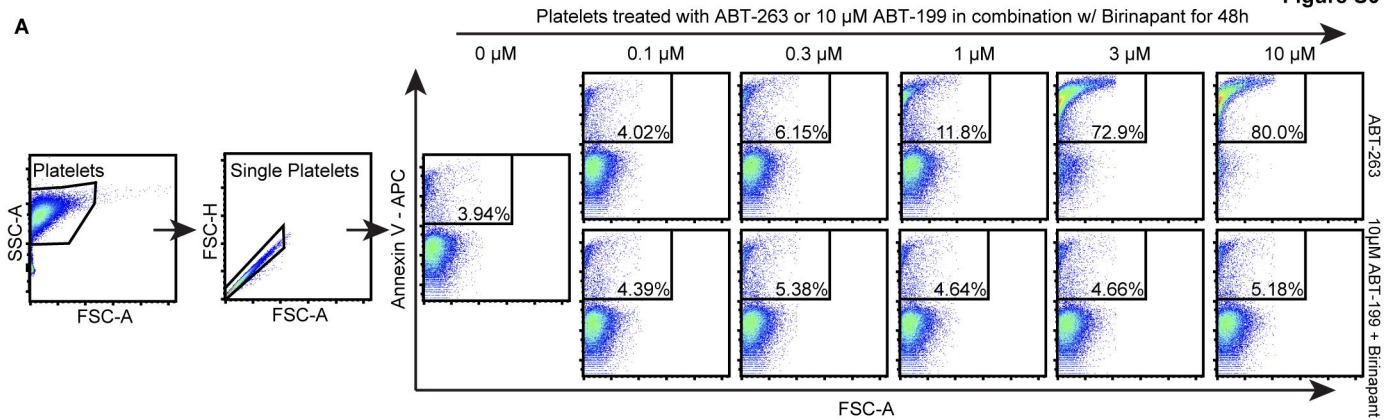 A
Platelets treated with ABT-263 or 10 µM ABT-199 in combination w/ Birinapant for 48h
0 µM
0.1 µM
0.3 µM
1 µM
3 µM
10 µM
Platelets
SSC-A
FSC-A
Single Platelets
FSC-H
FSC-A
Annexin V - APC
3.94%
4.02%
6.15%
11.8%
72.9%
80.0%
ABT-263
4.39%
5.38%
4.64%
4.66%
5.18%
10µM ABT-199 + Birinapant
FSC-A